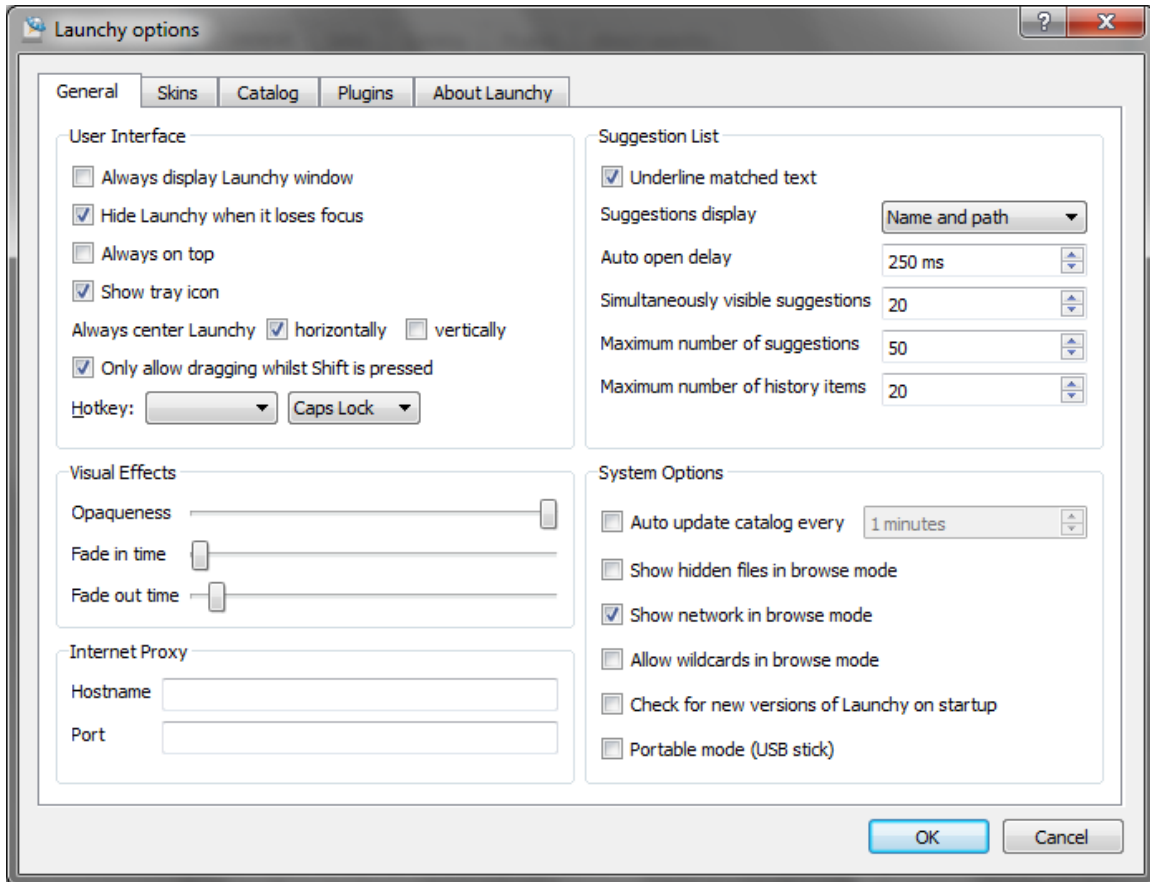 Launchy options
General Skins Catalog Plugins About Launchy
User Interface
Always display Launchy window
Hide Launchy when it loses focus
Always on top
Show tray icon
Always center Launchy horizontally vertically
Only allow dragging whilst Shift is pressed
Hotkey: Caps Lock
Suggestion List
Underline matched text
Suggestions display Name and path
Auto open delay 250 ms
Simultaneously visible suggestions 20
Maximum number of suggestions 50
Maximum number of history items 20
Visual Effects
Opaqueness
Fade in time
Fade out time
Internet Proxy
Hostname
Port
System Options
Auto update catalog every 1 minutes
Show hidden files in browse mode
Show network in browse mode
Allow wildcards in browse mode
Check for new versions of Launchy on startup
Portable mode (USB stick)
OK Cancel